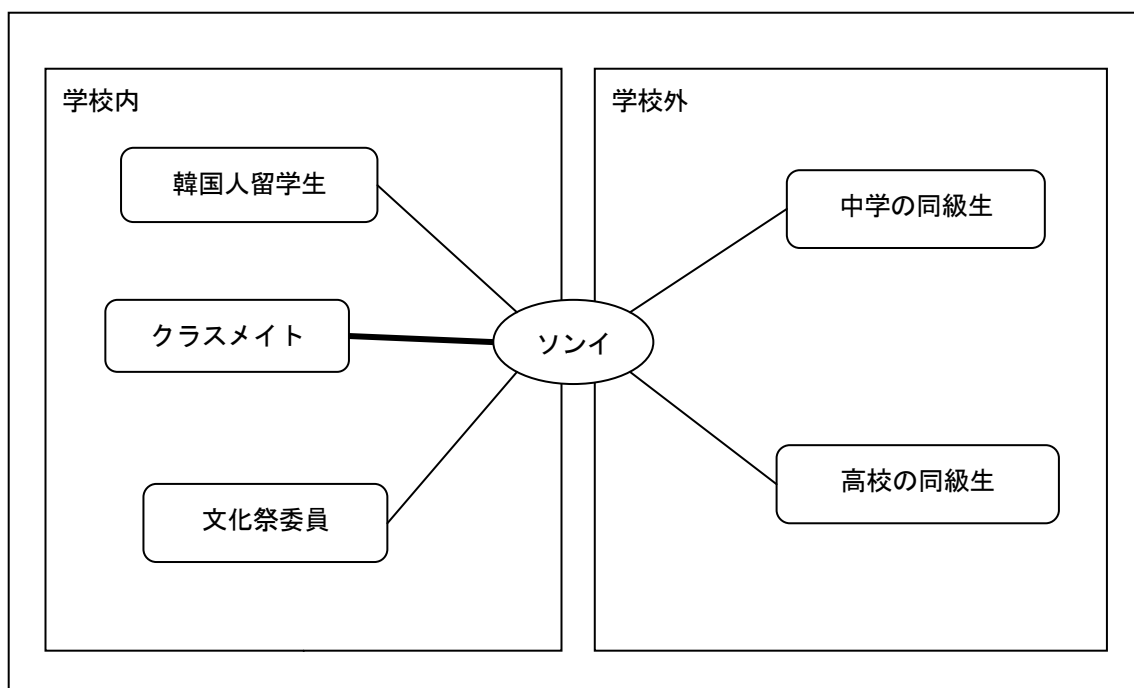 学校内
韓国人留学生
クラスメイト
文化祭委員
ソンイ
学校外
中学の同級生
高校の同級生